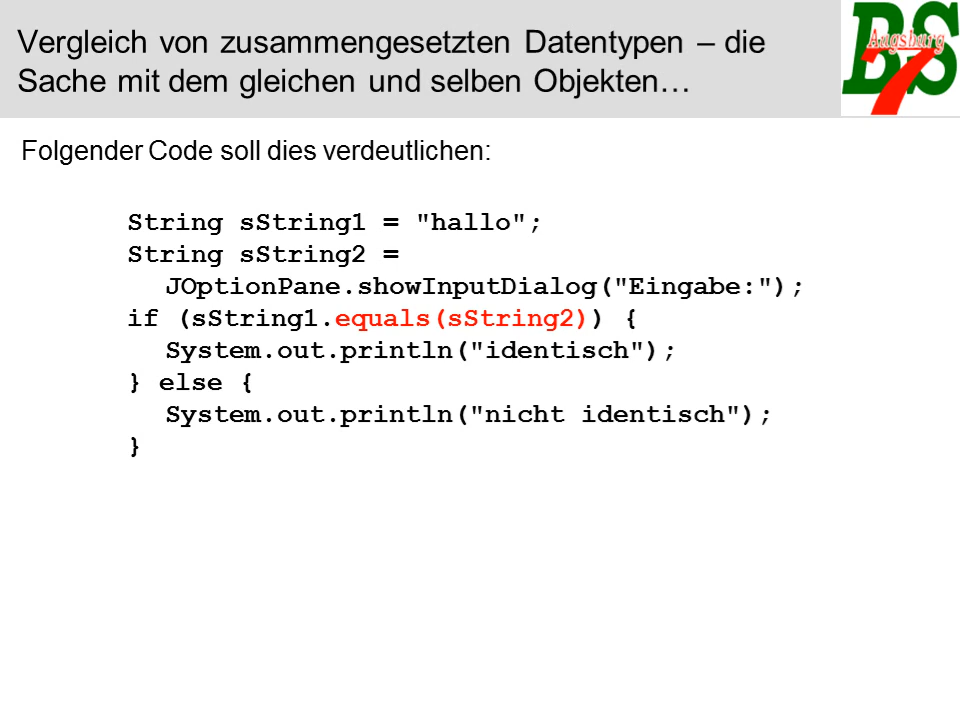 Vergleich von zusammengesetzten Datentypen – die
Sache mit dem gleichen und selben Objekten…
BS
7
Augsburg
Folgender Code soll dies verdeutlichen:
String sString1 = "hallo";
String sString2 =
JOptionPane.showInputDialog("Eingabe:");
if (sString1.equals(sString2)) {
System.out.println("identisch");
} else {
System.out.println("nicht identisch");
}